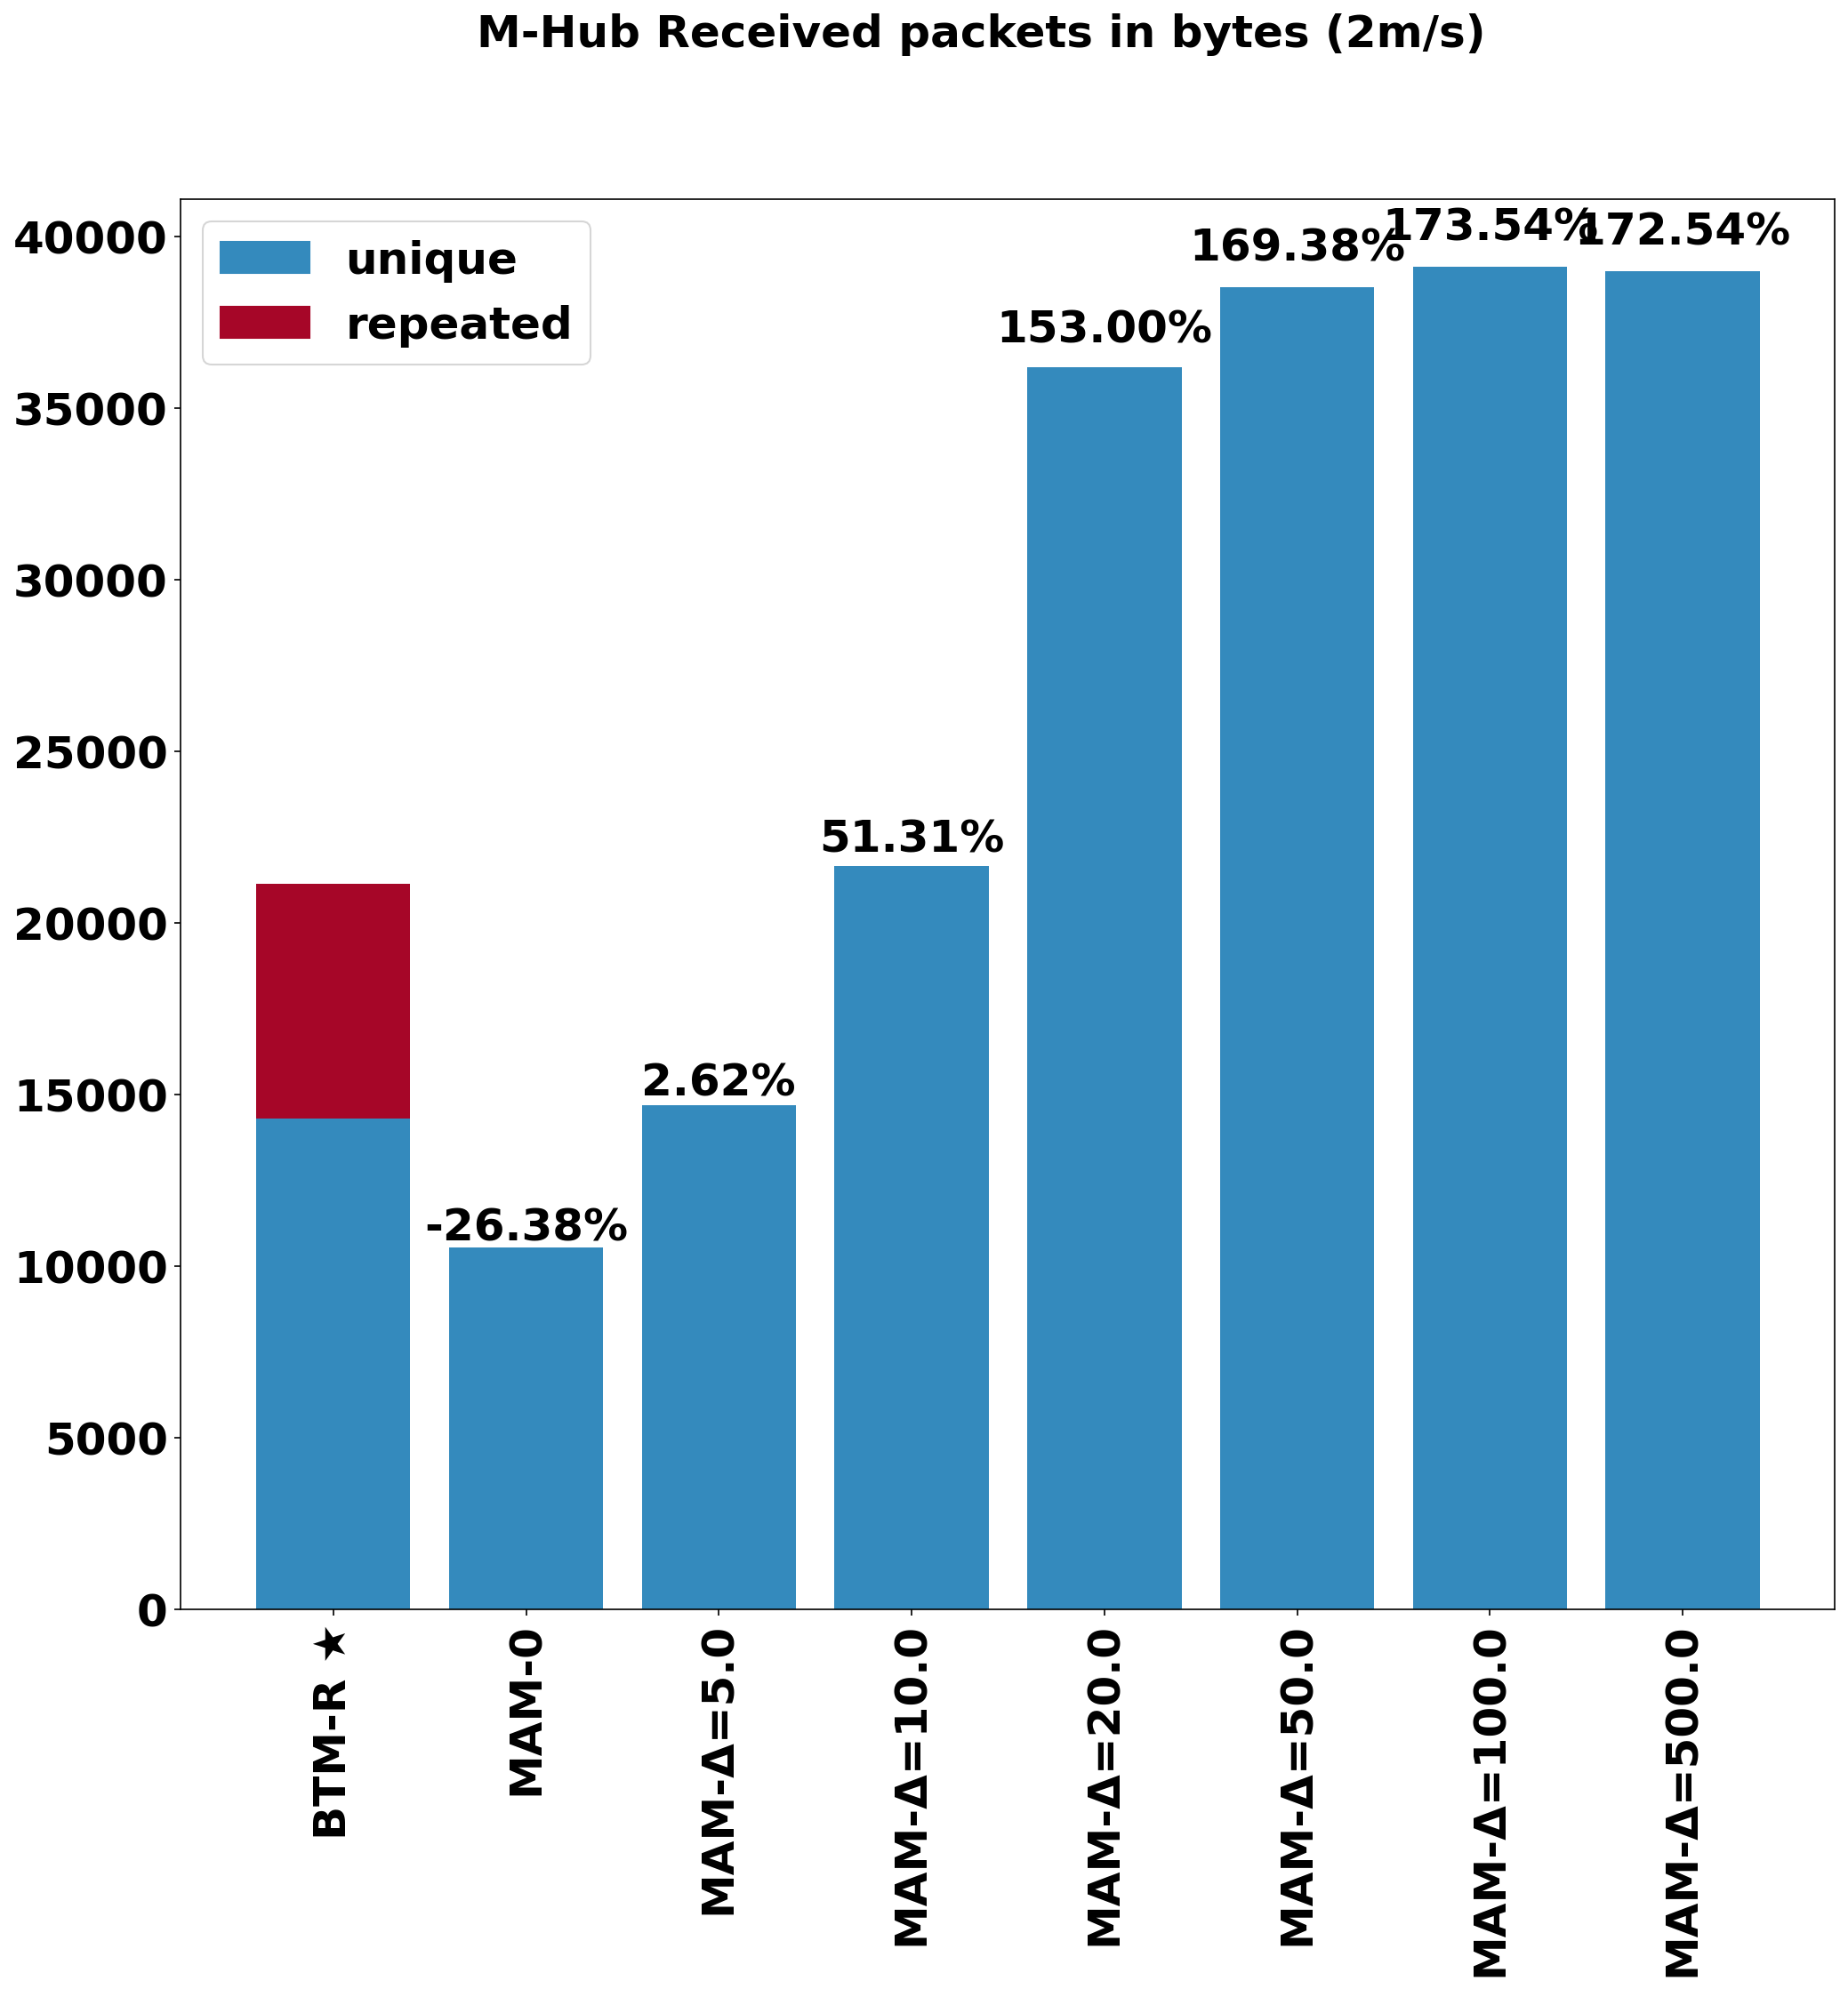 M-Hub Received packets in bytes (2m/s)
40000
35000
30000
25000
20000
15000
10000
5000
0
unique
repeated
-26.38%
2.62%
51.31%
153.00%
169.38%
173.54%
172.54%
BTM-R ★
MAM-0
MAM-Δ=5.0
MAM-Δ=10.0
MAM-Δ=20.0
MAM-Δ=50.0
MAM-Δ=100.0
MAM-Δ=500.0